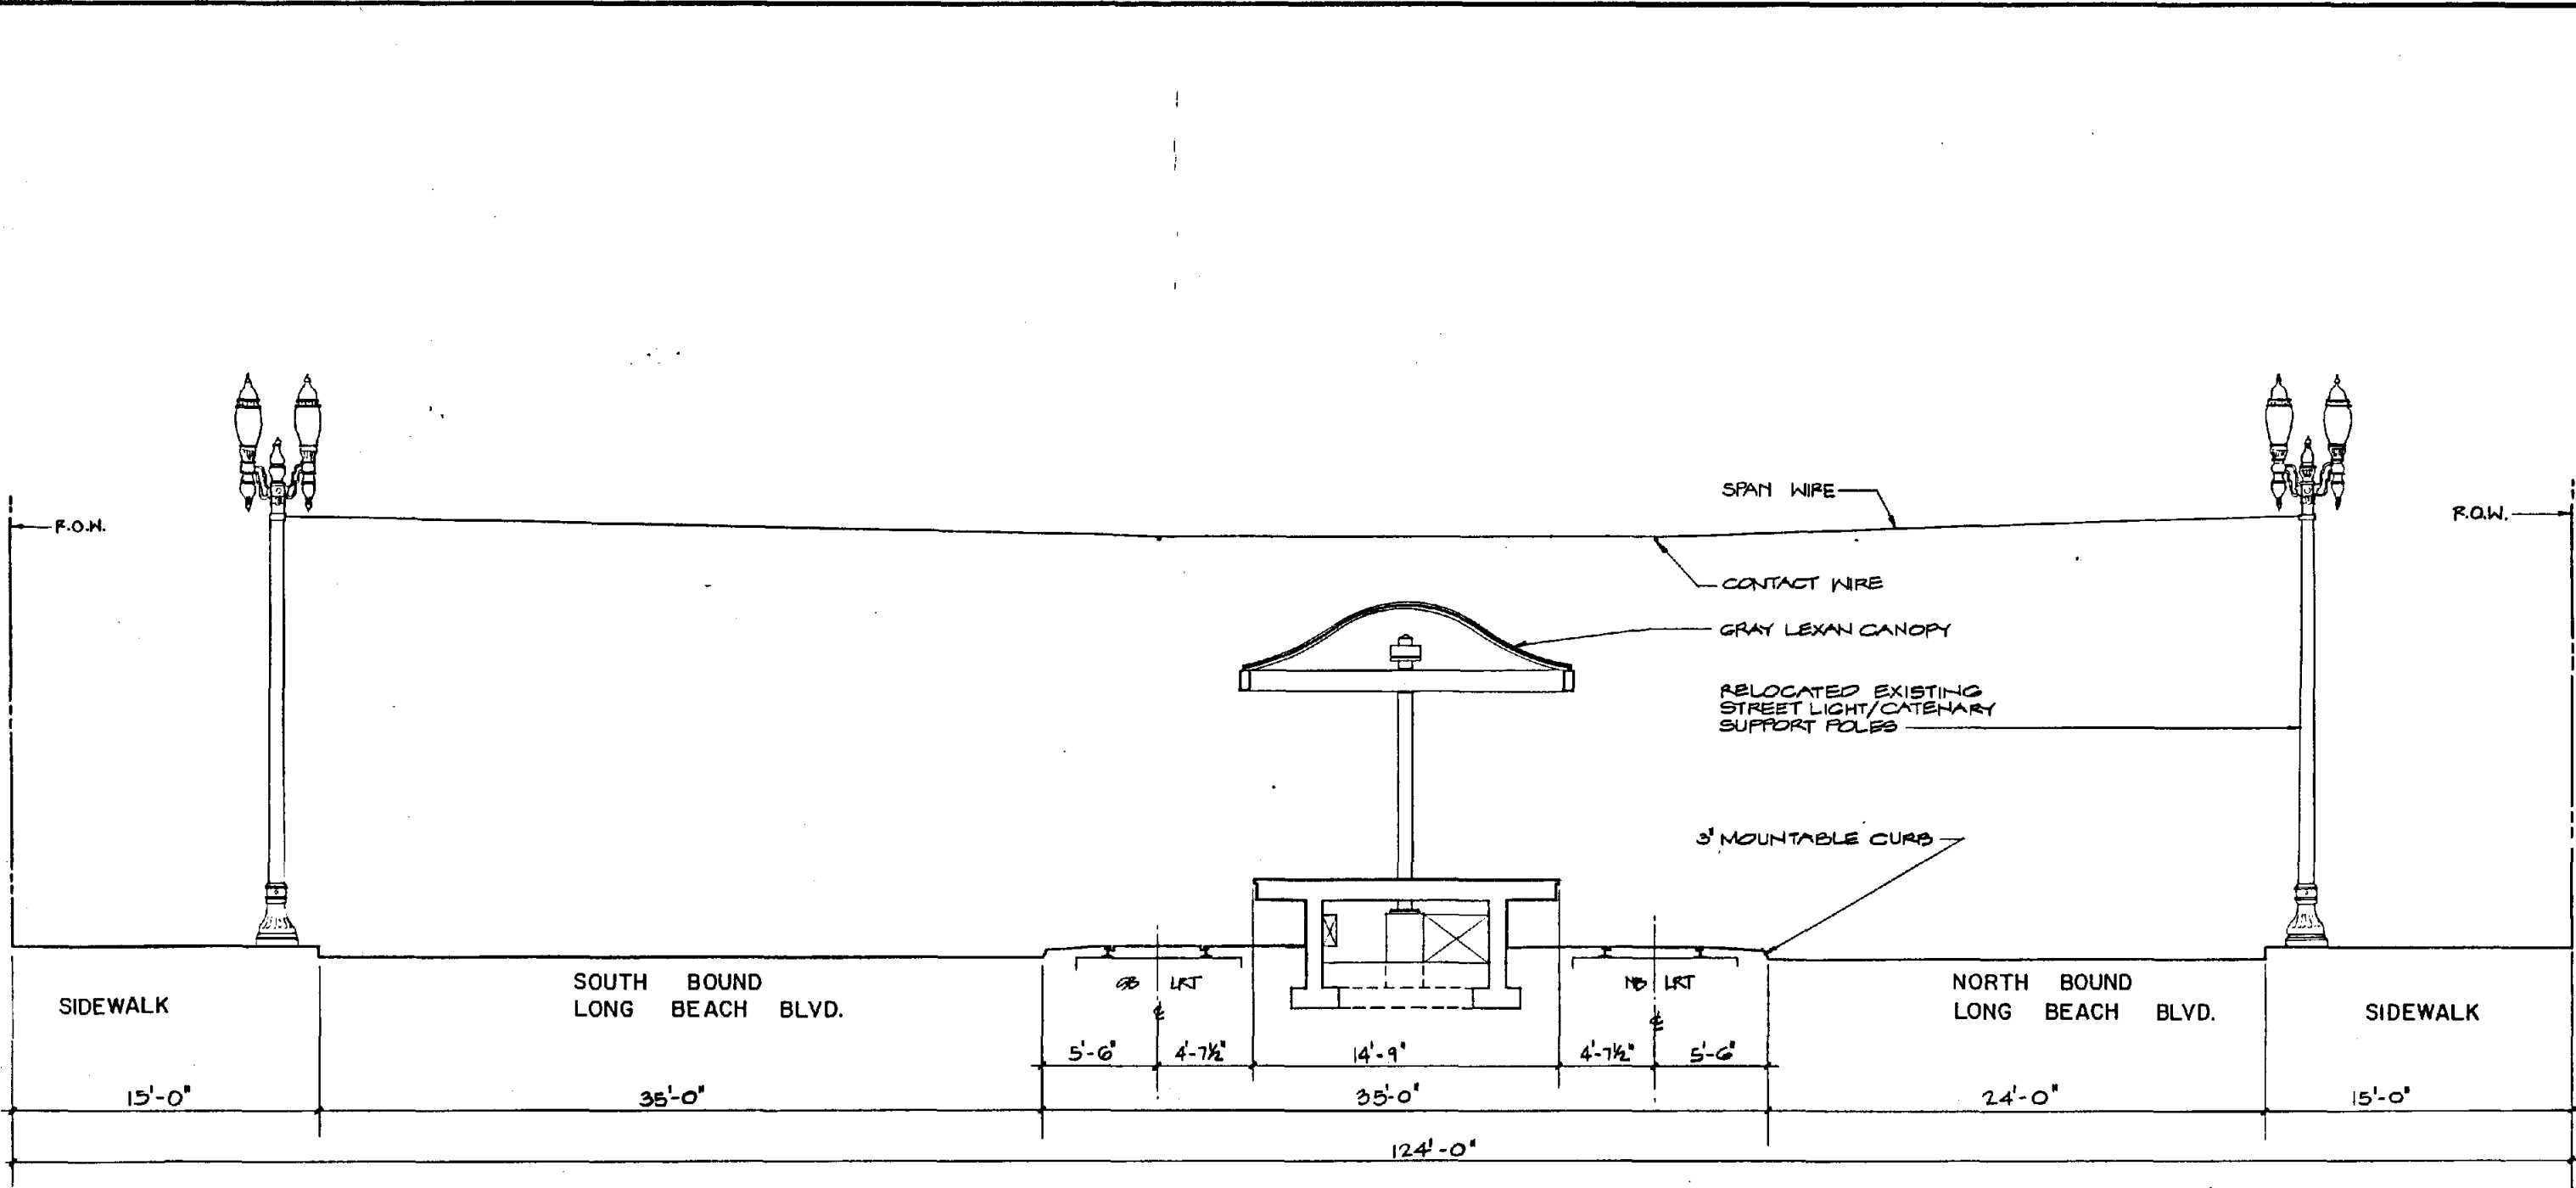 SPAN WIRE
R.O.W.
R.O.W.
CONTACT WIRE
GRAY LEXAN CANOPY
RELOCATED EXISTING
STREET LIGHT/CATENARY
SUPPORT POLES
3" MOUNTABLE CURB
SOUTH BOUND
LONG BEACH BLVD.
SB LRT
NB LRT
NORTH BOUND
LONG BEACH BLVD.
SIDEWALK
SIDEWALK
℄
℄
5'-6" 4'-7½" 14'-9" 4'-7½" 5'-6"
15'-0" 35'-0" 35'-0" 24'-0" 15'-0"
124'-0"